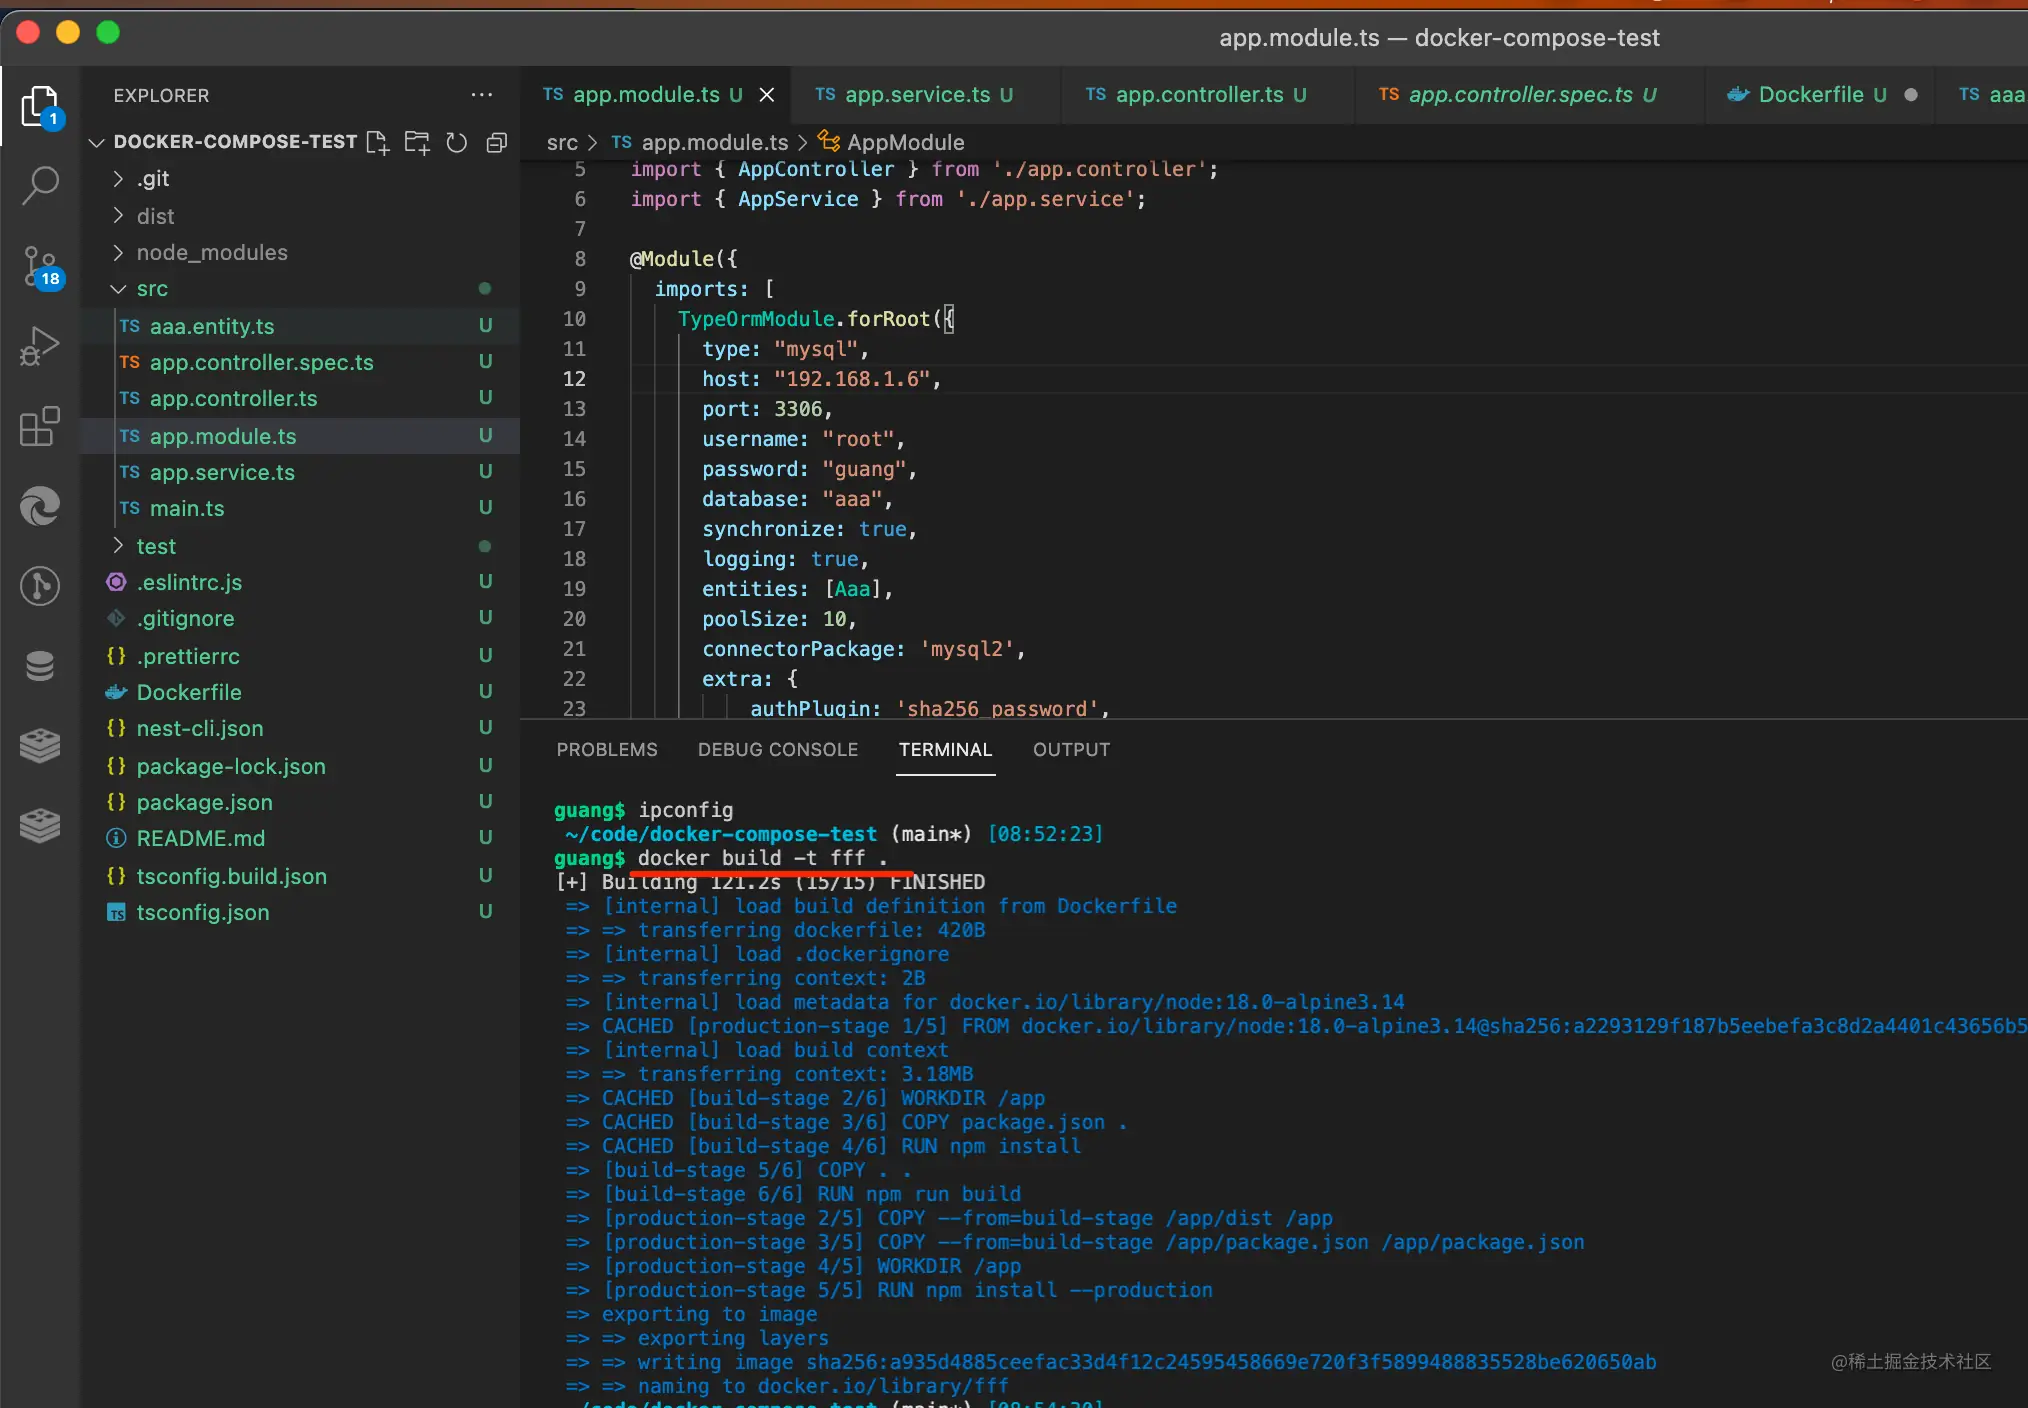 app.module.ts — docker-compose-test
EXPLORER
1
DOCKER-COMPOSE-TEST
.git
dist
node_modules
18
src
TS aaa.entity.ts U
TS app.controller.spec.ts U
TS app.controller.ts U
TS app.module.ts U
TS app.service.ts U
TS main.ts U
test
.eslintrc.js U
.gitignore U
{} .prettierrc U
Dockerfile U
{} nest-cli.json U
{} package-lock.json U
{} package.json U
README.md U
{} tsconfig.build.json U
TS tsconfig.json U
TS app.module.ts U TS app.service.ts U TS app.controller.ts U TS app.controller.spec.ts U Dockerfile U TS aaa
src > TS app.module.ts > AppModule
5 import { AppController } from './app.controller';
6 import { AppService } from './app.service';
7
8 @Module({
9 imports: [
10 TypeOrmModule.forRoot({
11 type: "mysql",
12 host: "192.168.1.6",
13 port: 3306,
14 username: "root",
15 password: "guang",
16 database: "aaa",
17 synchronize: true,
18 logging: true,
19 entities: [Aaa],
20 poolSize: 10,
21 connectorPackage: 'mysql2',
22 extra: {
23 authPlugin: 'sha256_password',
PROBLEMS DEBUG CONSOLE TERMINAL OUTPUT
guang$ ipconfig
~/code/docker-compose-test (main*) [08:52:23]
guang$ docker build -t fff .
[+] Building 121.2s (15/15) FINISHED
=> [internal] load build definition from Dockerfile
=> => transferring dockerfile: 420B
=> [internal] load .dockerignore
=> => transferring context: 2B
=> [internal] load metadata for docker.io/library/node:18.0-alpine3.14
=> CACHED [production-stage 1/5] FROM docker.io/library/node:18.0-alpine3.14@sha256:a2293129f187b5eebefa3c8d2a4401c43656b5
=> [internal] load build context
=> => transferring context: 3.18MB
=> CACHED [build-stage 2/6] WORKDIR /app
=> CACHED [build-stage 3/6] COPY package.json .
=> CACHED [build-stage 4/6] RUN npm install
=> [build-stage 5/6] COPY . .
=> [build-stage 6/6] RUN npm run build
=> [production-stage 2/5] COPY --from=build-stage /app/dist /app
=> [production-stage 3/5] COPY --from=build-stage /app/package.json /app/package.json
=> [production-stage 4/5] WORKDIR /app
=> [production-stage 5/5] RUN npm install --production
=> exporting to image
=> => exporting layers
=> => writing image sha256:a935d4885ceefac33d4f12c24595458669e720f3f5899488835528be620650ab
=> => naming to docker.io/library/fff
~/code/docker-compose-test (main*) [08:54:30]
@稀土掘金技术社区